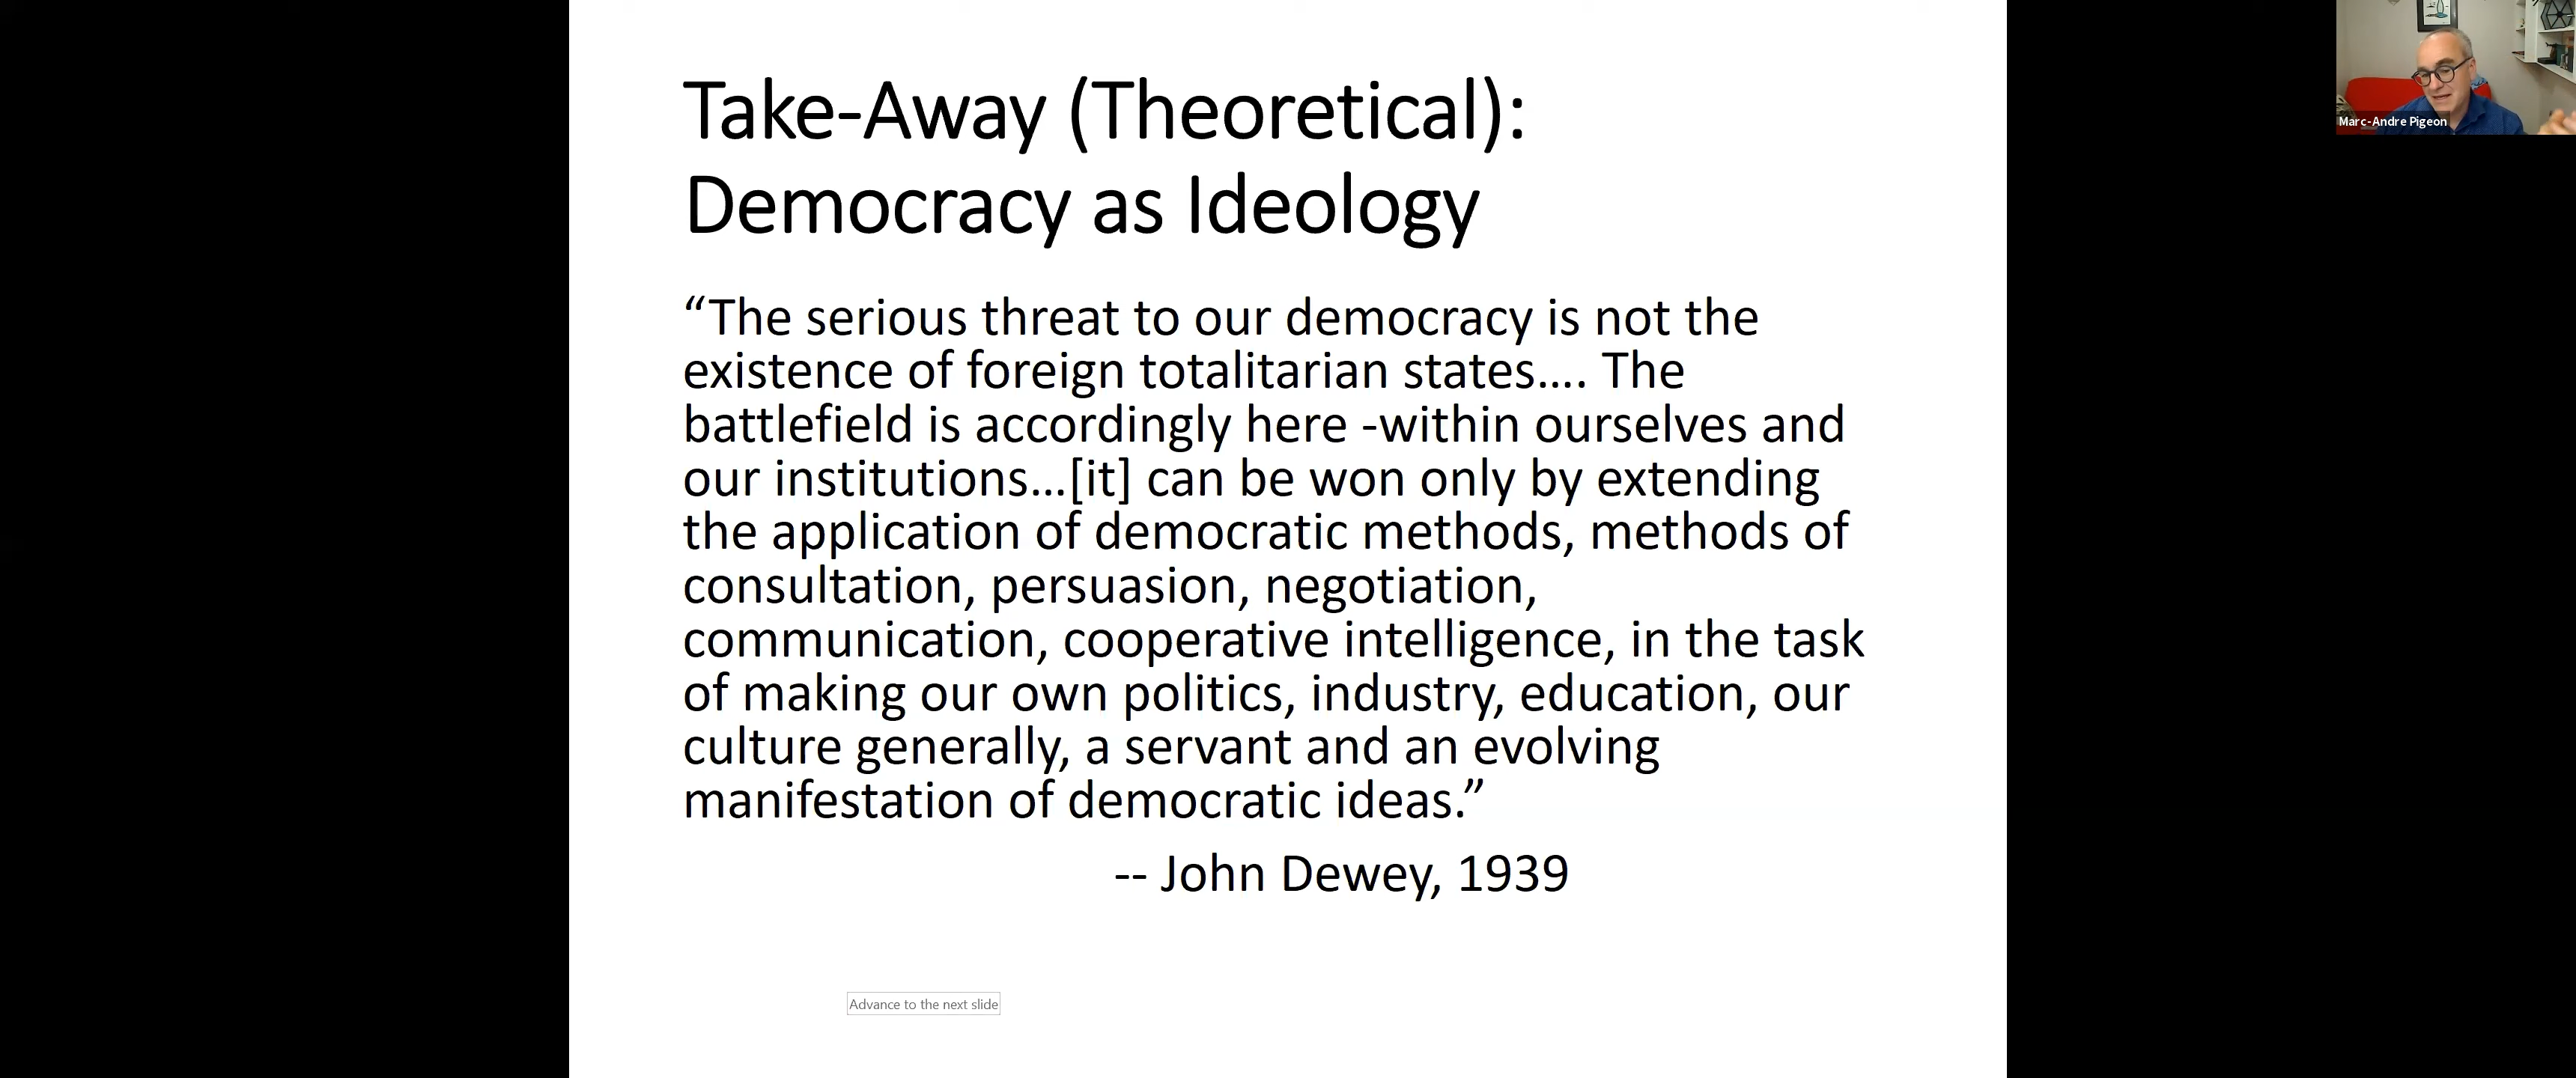 Take-Away (Theoretical):
Democracy as Ideology
“The serious threat to our democracy is not the
existence of foreign totalitarian states…. The
battlefield is accordingly here -within ourselves and
our institutions…[it] can be won only by extending
the application of democratic methods, methods of
consultation, persuasion, negotiation,
communication, cooperative intelligence, in the task
of making our own politics, industry, education, our
culture generally, a servant and an evolving
manifestation of democratic ideas.”
-- John Dewey, 1939
Advance to the next slide
Marc-Andre Pigeon